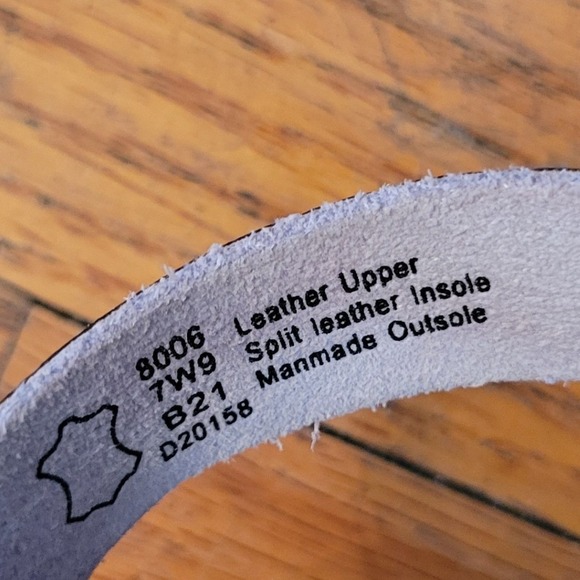 8006 Leather Upper
7W9 Split leather Insole
B21 Manmade Outsole
D20158